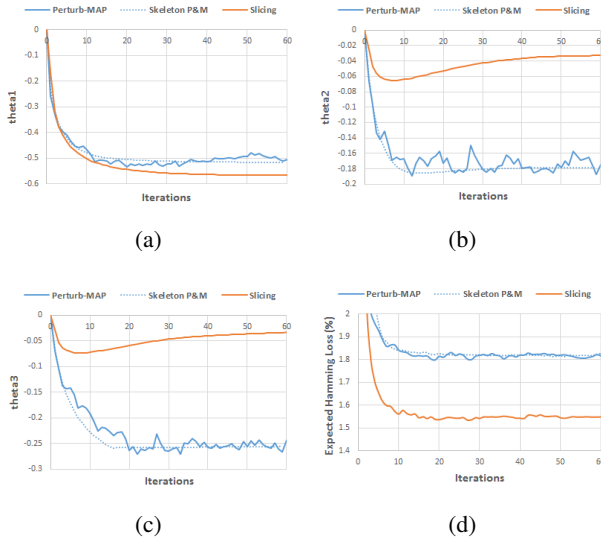 Perturb-MAP Skeleton P&M Slicing
0 10 20 30 40 50 60
0
-0.1
-0.2
-0.3
-0.4
-0.5
-0.6
theta1
Iterations
(a)
Perturb-MAP Skeleton P&M Slicing
0 10 20 30 40 50 60
0
-0.02
-0.04
-0.06
-0.08
-0.1
-0.12
-0.14
-0.16
-0.18
-0.2
theta2
Iterations
(b)
Perturb-MAP Skeleton P&M Slicing
0 10 20 30 40 50 60
0
-0.05
-0.1
-0.15
-0.2
-0.25
-0.3
theta3
Iterations
(c)
Perturb-MAP Skeleton P&M Slicing
2
1.9
1.8
1.7
1.6
1.5
1.4
0 10 20 30 40 50 60
Expected Hamming Loss (%)
Iterations
(d)